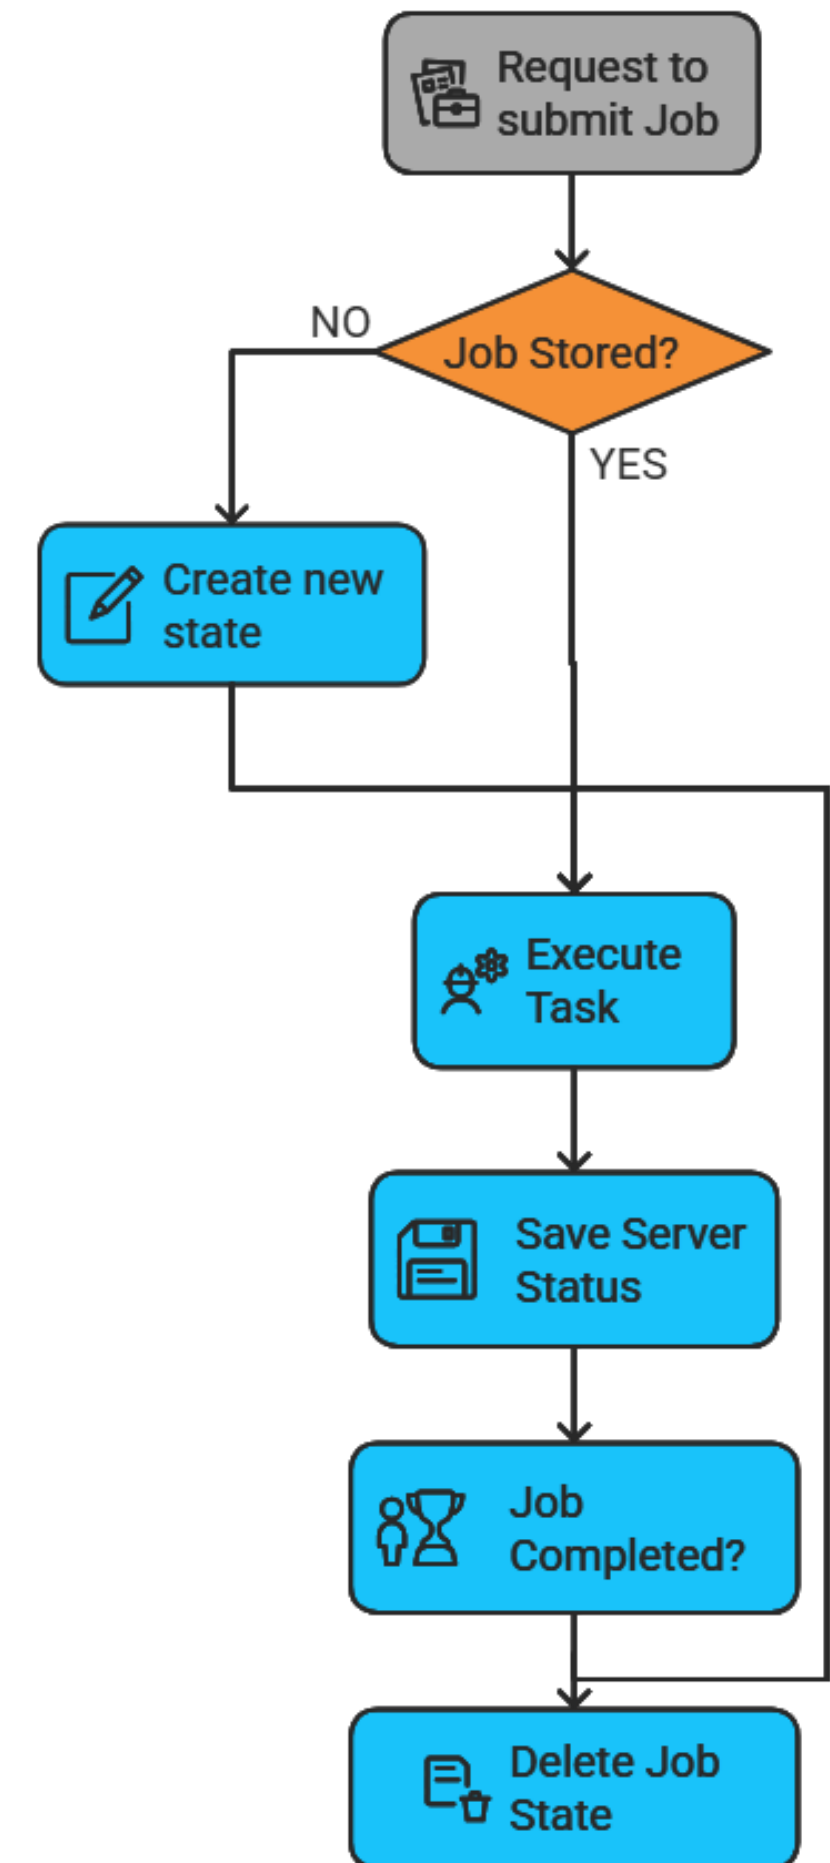 Request to
submit Job
NO
Job Stored?
YES
Create new
state
Execute
Task
Save Server
Status
Job
Completed?
Delete Job
State